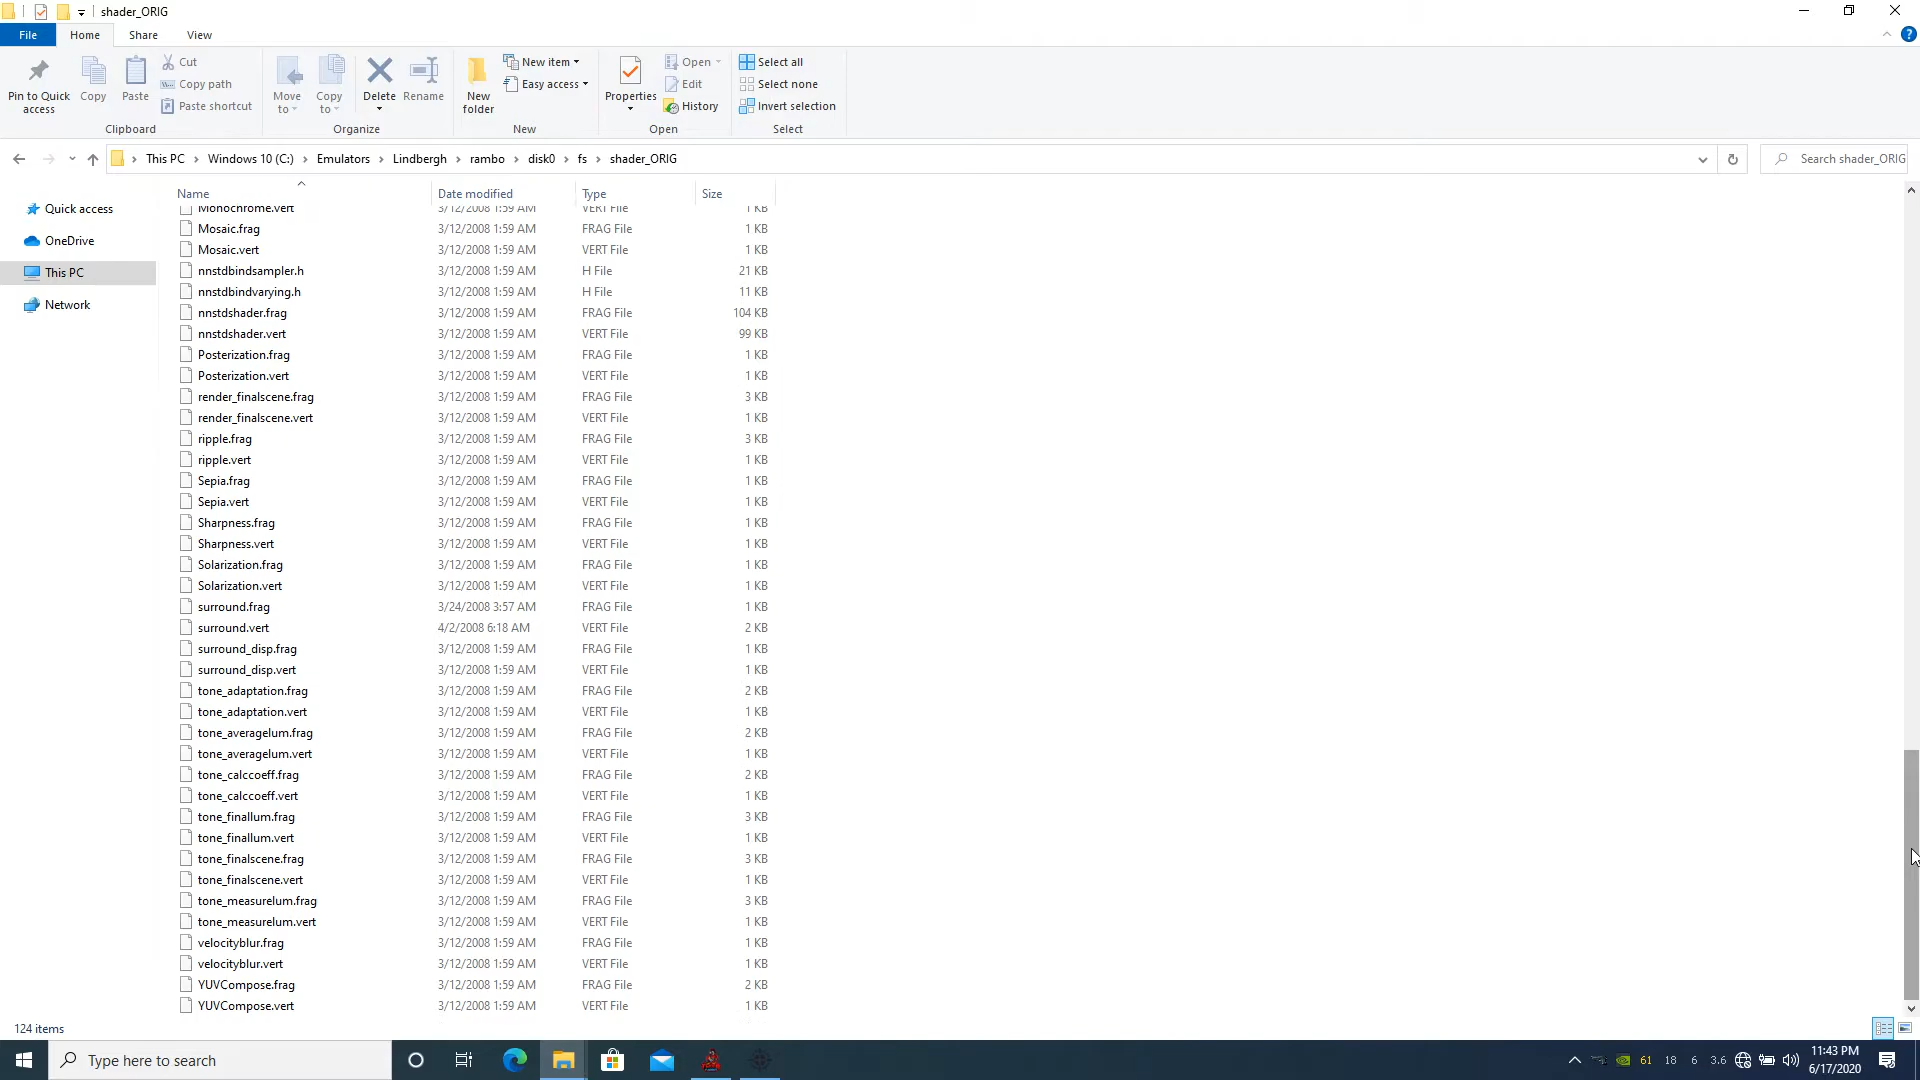 shader_ORIG
File Home Share View
Pin to Quick access
Copy
Paste
Cut
Copy path
Paste shortcut
Clipboard
Move to
Copy to
Delete
Rename
Organize
New folder
New item
Easy access
New
Properties
Open
Edit
History
Open
Select all
Select none
Invert selection
Select
This PC › Windows 10 (C:) › Emulators › Lindbergh › rambo › disk0 › fs › shader_ORIG
Search shader_ORIG
Quick access
OneDrive
This PC
Network
Name Date modified Type Size
Monochrome.vert 3/12/2008 1:59 AM VERT File 1 KB
Mosaic.frag 3/12/2008 1:59 AM FRAG File 1 KB
Mosaic.vert 3/12/2008 1:59 AM VERT File 1 KB
nnstdbindsampler.h 3/12/2008 1:59 AM H File 21 KB
nnstdbindvarying.h 3/12/2008 1:59 AM H File 11 KB
nnstdshader.frag 3/12/2008 1:59 AM FRAG File 104 KB
nnstdshader.vert 3/12/2008 1:59 AM VERT File 99 KB
Posterization.frag 3/12/2008 1:59 AM FRAG File 1 KB
Posterization.vert 3/12/2008 1:59 AM VERT File 1 KB
render_finalscene.frag 3/12/2008 1:59 AM FRAG File 3 KB
render_finalscene.vert 3/12/2008 1:59 AM VERT File 1 KB
ripple.frag 3/12/2008 1:59 AM FRAG File 3 KB
ripple.vert 3/12/2008 1:59 AM VERT File 1 KB
Sepia.frag 3/12/2008 1:59 AM FRAG File 1 KB
Sepia.vert 3/12/2008 1:59 AM VERT File 1 KB
Sharpness.frag 3/12/2008 1:59 AM FRAG File 1 KB
Sharpness.vert 3/12/2008 1:59 AM VERT File 1 KB
Solarization.frag 3/12/2008 1:59 AM FRAG File 1 KB
Solarization.vert 3/12/2008 1:59 AM VERT File 1 KB
surround.frag 3/24/2008 3:57 AM FRAG File 1 KB
surround.vert 4/2/2008 6:18 AM VERT File 2 KB
surround_disp.frag 3/12/2008 1:59 AM FRAG File 1 KB
surround_disp.vert 3/12/2008 1:59 AM VERT File 1 KB
tone_adaptation.frag 3/12/2008 1:59 AM FRAG File 2 KB
tone_adaptation.vert 3/12/2008 1:59 AM VERT File 1 KB
tone_averagelum.frag 3/12/2008 1:59 AM FRAG File 2 KB
tone_averagelum.vert 3/12/2008 1:59 AM VERT File 1 KB
tone_calccoeff.frag 3/12/2008 1:59 AM FRAG File 2 KB
tone_calccoeff.vert 3/12/2008 1:59 AM VERT File 1 KB
tone_finallum.frag 3/12/2008 1:59 AM FRAG File 3 KB
tone_finallum.vert 3/12/2008 1:59 AM VERT File 1 KB
tone_finalscene.frag 3/12/2008 1:59 AM FRAG File 3 KB
tone_finalscene.vert 3/12/2008 1:59 AM VERT File 1 KB
tone_measurelum.frag 3/12/2008 1:59 AM FRAG File 3 KB
tone_measurelum.vert 3/12/2008 1:59 AM VERT File 1 KB
velocityblur.frag 3/12/2008 1:59 AM FRAG File 1 KB
velocityblur.vert 3/12/2008 1:59 AM VERT File 1 KB
YUVCompose.frag 3/12/2008 1:59 AM FRAG File 2 KB
YUVCompose.vert 3/12/2008 1:59 AM VERT File 1 KB
124 items
Type here to search
61 18 6 3.6
11:43 PM
6/17/2020